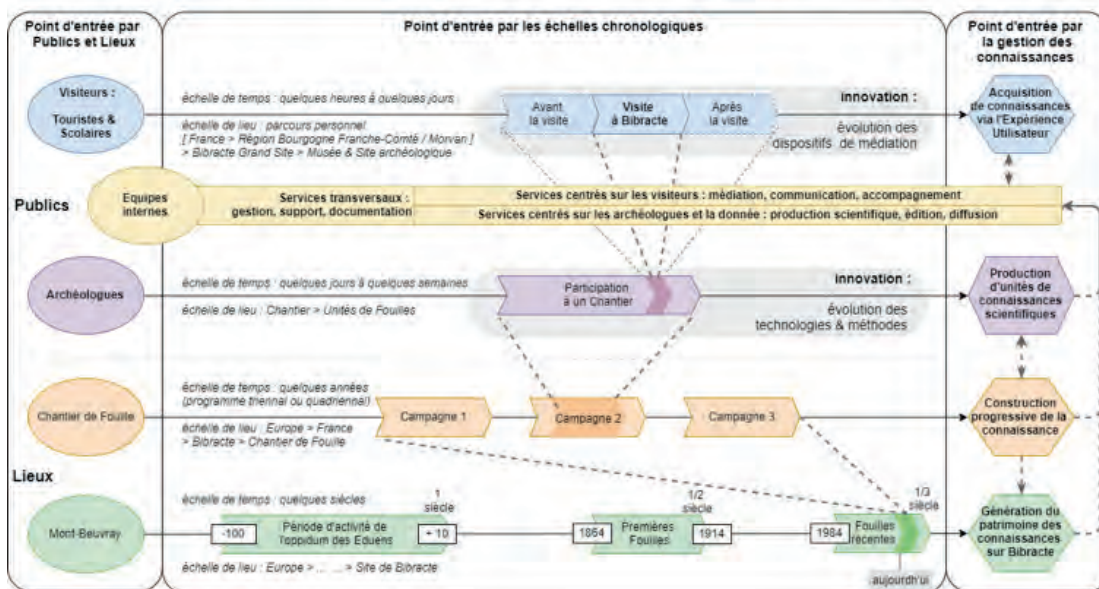 Point d'entrée par
Publics et Lieux
Point d'entrée par les échelles chronologiques
Point d'entrée par
la gestion des
connaissances
Visiteurs :
Touristes &
Scolaires
échelle de temps : quelques heures à quelques jours
échelle de lieu : parcours personnel
[ France > Région Bourgogne Franche-Comté / Morvan ]
> Bibracte Grand Site > Musée & Site archéologique
Avant
la visite
Visite
à Bibracte
Après
la visite
innovation :
évolution des
dispositifs de médiation
Acquisition
de connaissances
via l'Expérience
Utilisateur
Publics
Equipes
internes
Services transversaux :
gestion, support, documentation
Services centrés sur les visiteurs : médiation, communication, accompagnement
Services centrés sur les archéologues et la donnée : production scientifique, édition, diffusion
Archéologues
échelle de temps : quelques jours à quelques semaines
échelle de lieu : Chantier > Unités de Fouilles
Participation
à un Chantier
innovation :
évolution des
technologies & méthodes
Production
d'unités de
connaissances
scientifiques
Chantier de Fouille
échelle de temps : quelques années
(programme triennal ou quadriennal)
échelle de lieu : Europe > France
> Bibracte > Chantier de Fouille
Campagne 1
Campagne 2
Campagne 3
Construction
progressive de la
connaissance
Lieux
Mont-Beuvray
échelle de temps : quelques siècles
-100
Période d'activité de
l'oppidum des Eduens
+ 10
1
siècle
1864
Premières
Fouilles
1914
1/2
siècle
1984
Fouilles
récentes
1/3
siècle
aujourdh'ui
échelle de lieu : Europe > ... ... > Site de Bibracte
Génération du
patrimoine des
connaissances
sur Bibracte